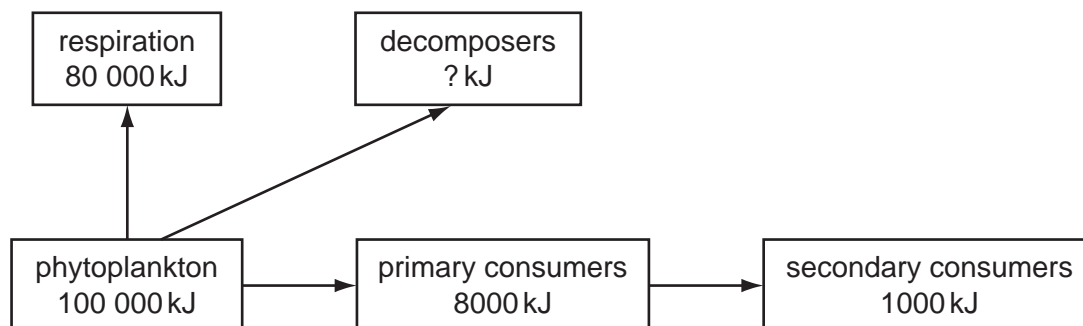 respiration
80 000 kJ
decomposers
? kJ
phytoplankton
100 000 kJ
primary consumers
8000 kJ
secondary consumers
1000 kJ